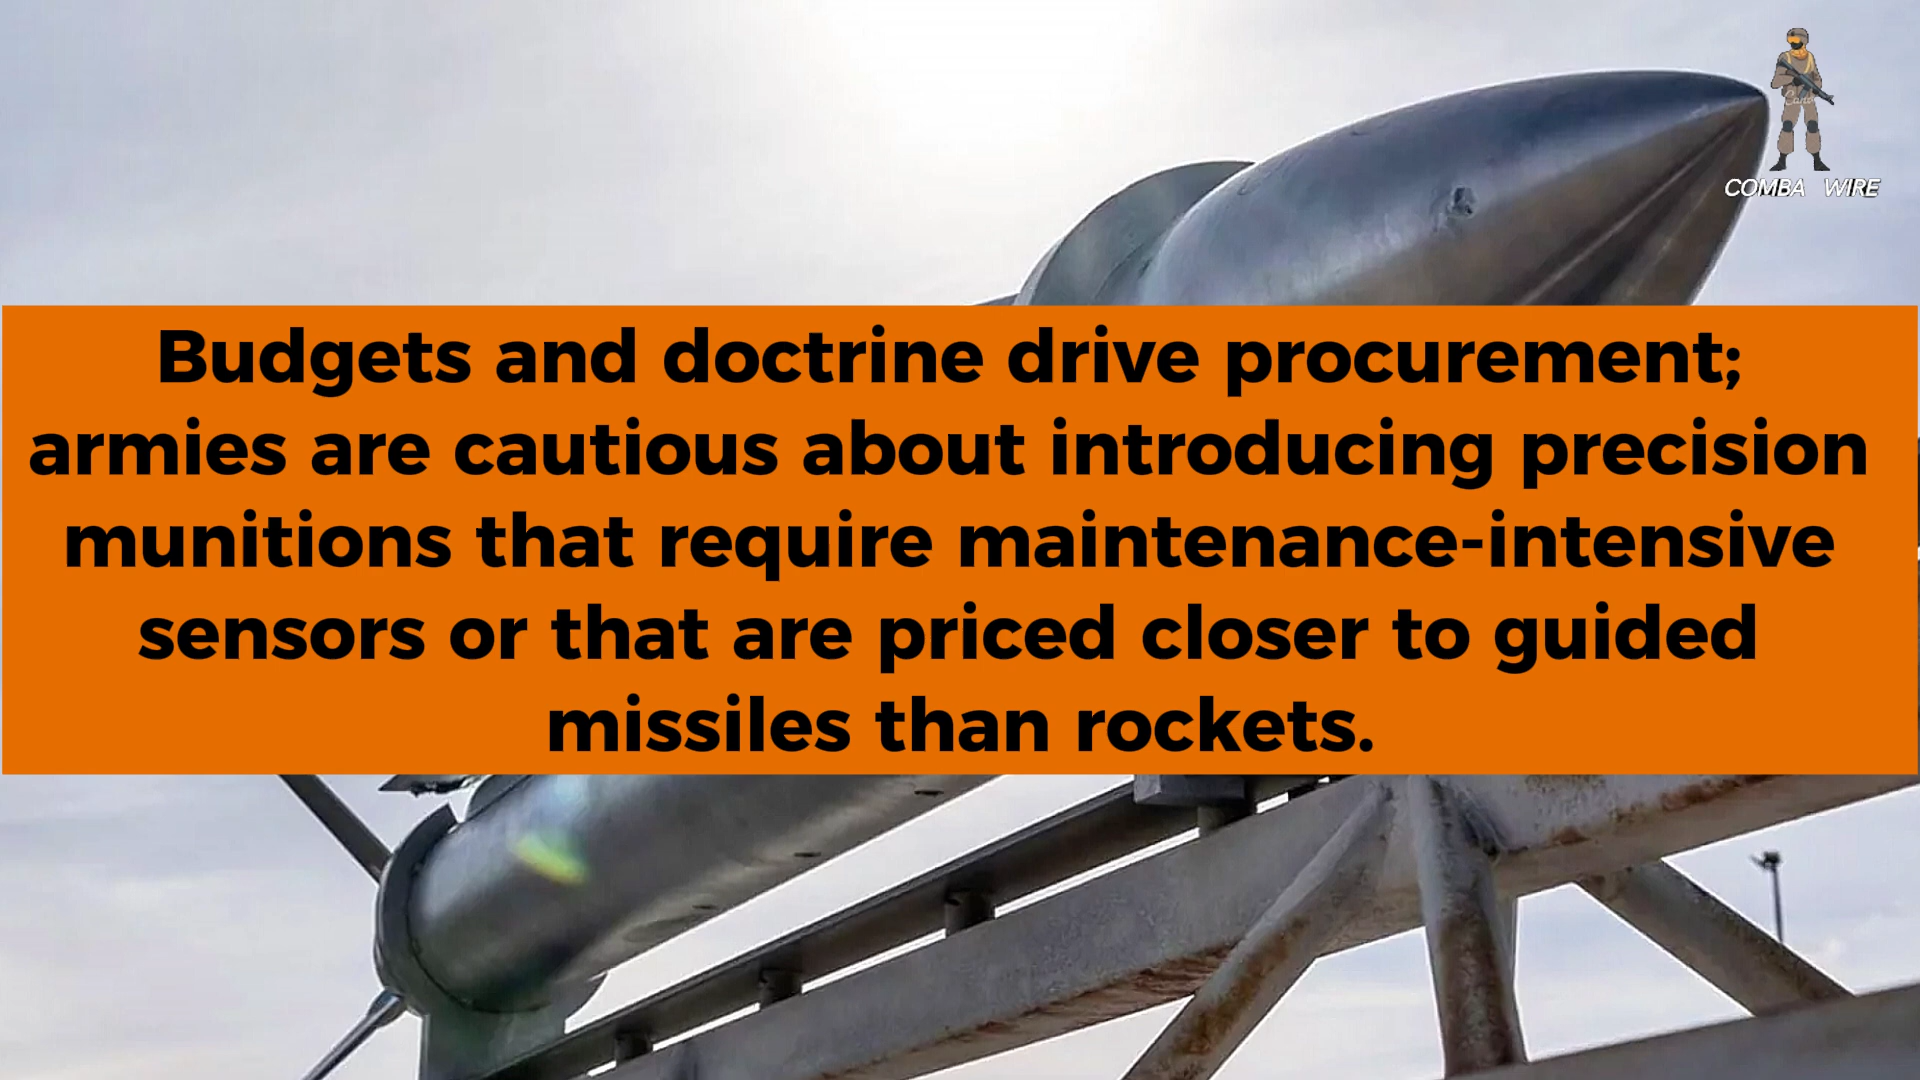 COMBA WIRE
Budgets and doctrine drive procurement;
armies are cautious about introducing precision
munitions that require maintenance-intensive
sensors or that are priced closer to guided
missiles than rockets.